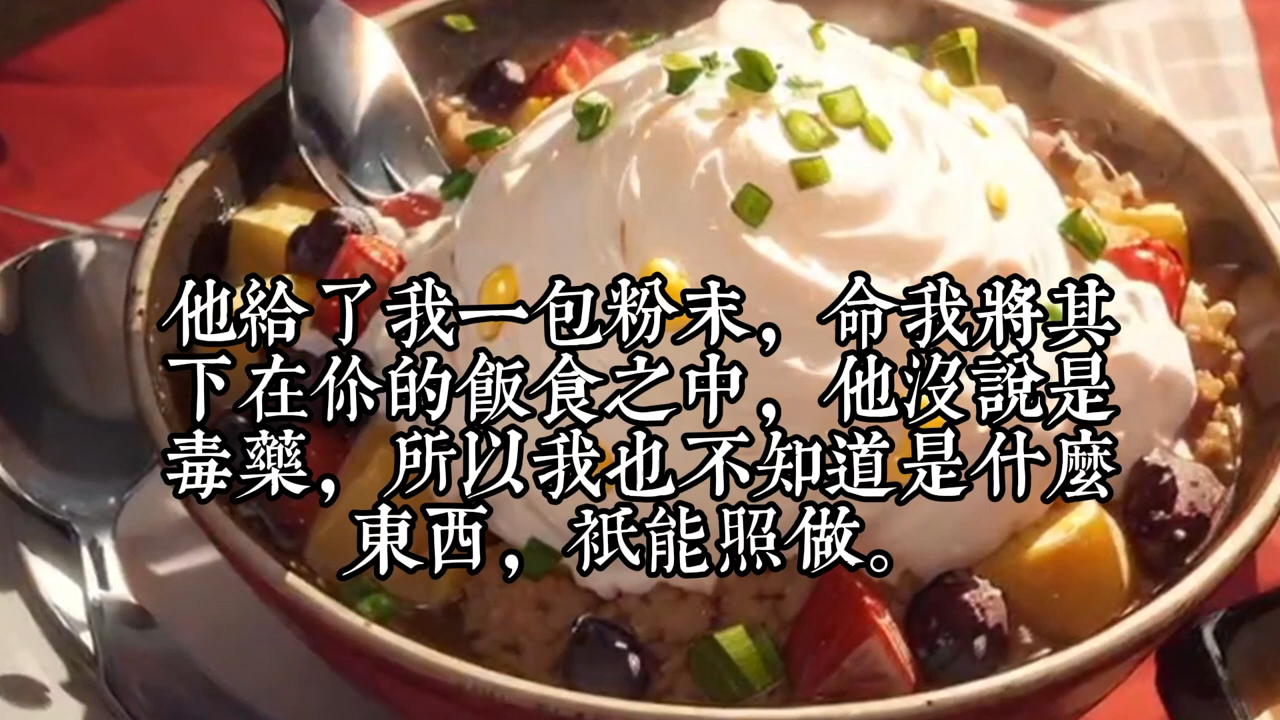 他給了我一包粉末，命我將其
下在你的飯食之中，他沒說是
毒藥，所以我也不知道是什麼
東西，祇能照做。